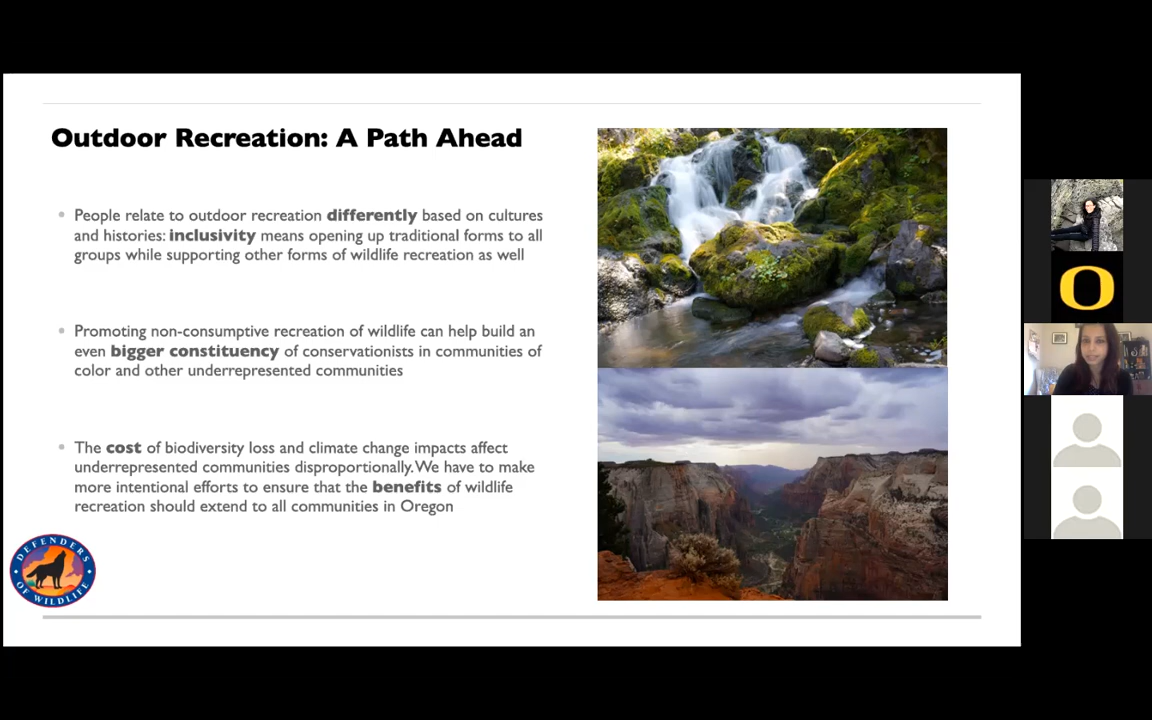 Outdoor Recreation: A Path Ahead
People relate to outdoor recreation differently based on cultures
and histories: inclusivity means opening up traditional forms to all
groups while supporting other forms of wildlife recreation as well
Promoting non-consumptive recreation of wildlife can help build an
even bigger constituency of conservationists in communities of
color and other underrepresented communities
The cost of biodiversity loss and climate change impacts affect
underrepresented communities disproportionally. We have to make
more intentional efforts to ensure that the benefits of wildlife
recreation should extend to all communities in Oregon
DEFENDERS
OF WILDLIFE
O